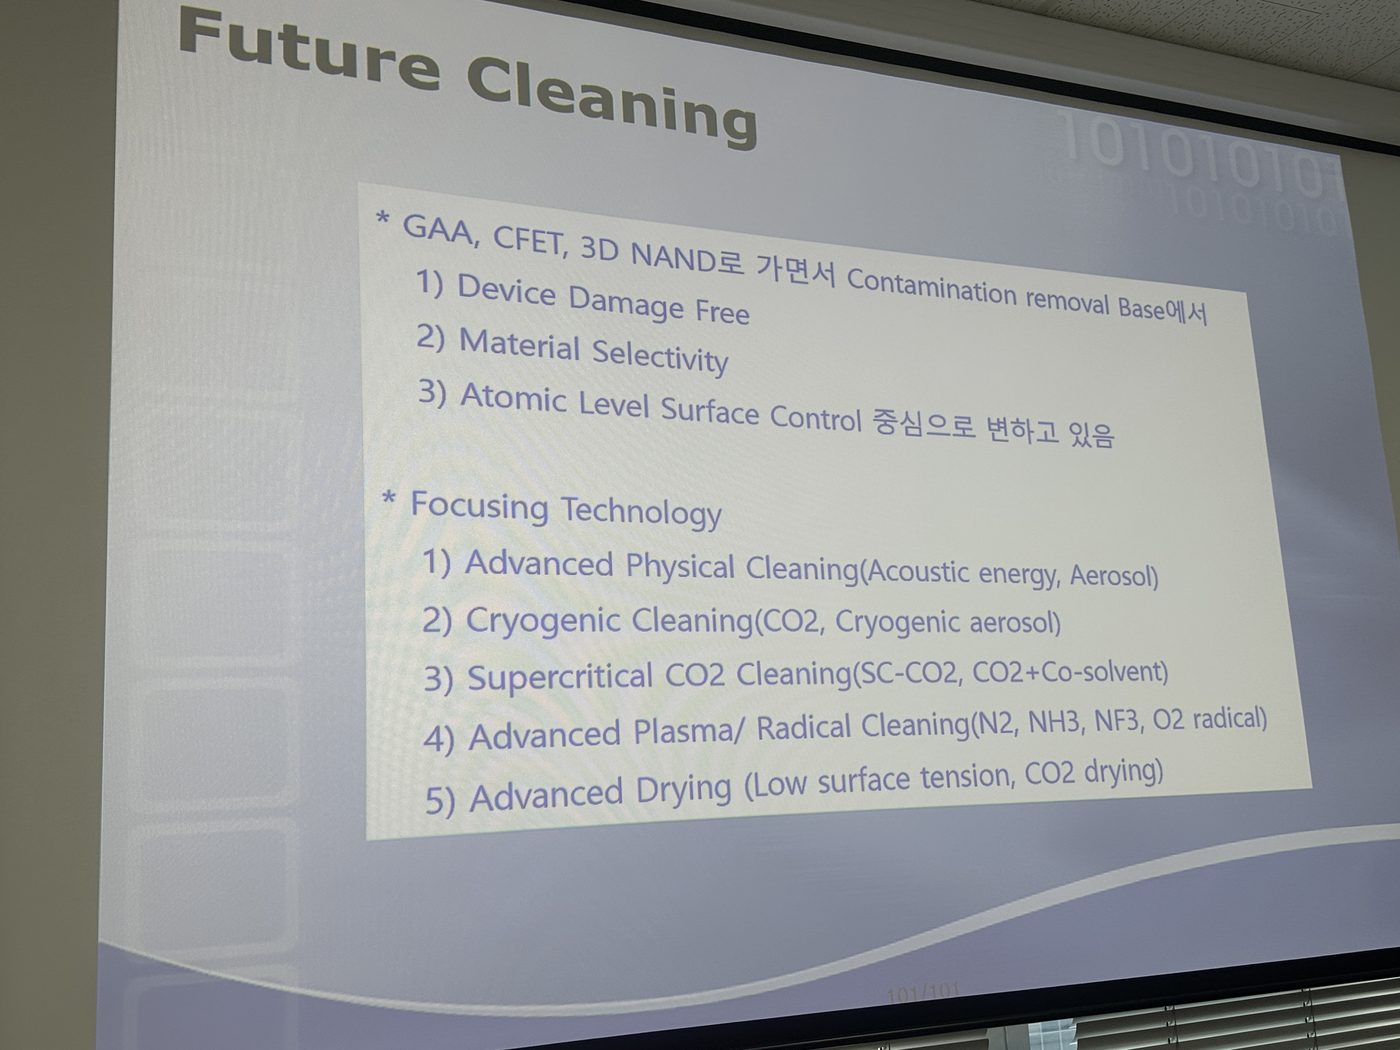 Future Cleaning
101010101
10101010
* GAA, CFET, 3D NAND로 가면서 Contamination removal Base에서
1) Device Damage Free
2) Material Selectivity
3) Atomic Level Surface Control 중심으로 변하고 있음
* Focusing Technology
1) Advanced Physical Cleaning(Acoustic energy, Aerosol)
2) Cryogenic Cleaning(CO2, Cryogenic aerosol)
3) Supercritical CO2 Cleaning(SC-CO2, CO2+Co-solvent)
4) Advanced Plasma/ Radical Cleaning(N2, NH3, NF3, O2 radical)
5) Advanced Drying (Low surface tension, CO2 drying)
101/101